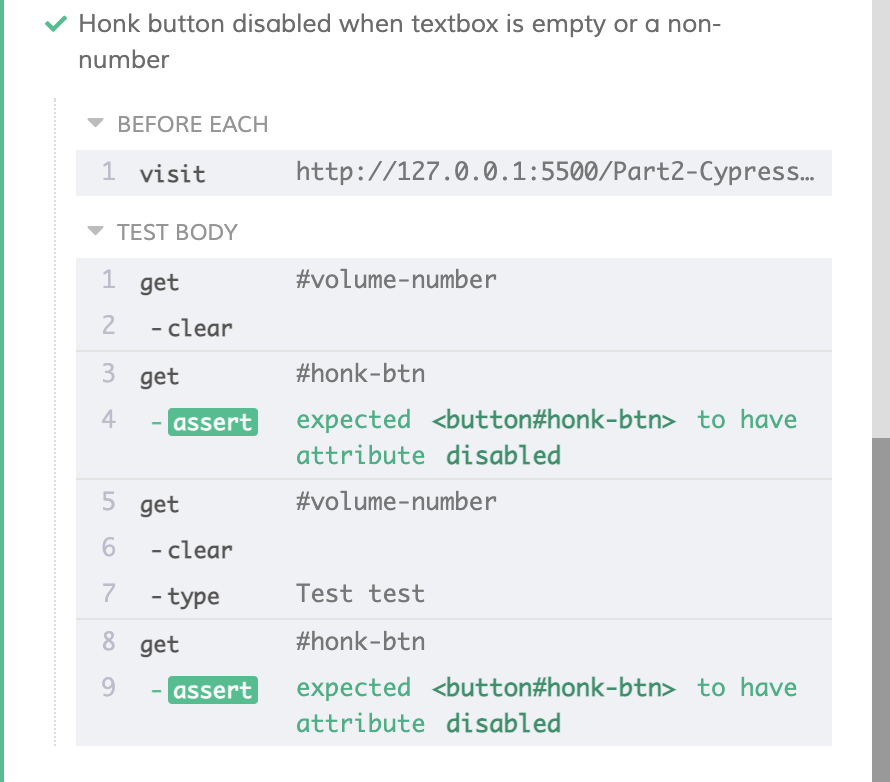 Honk button disabled when textbox is empty or a non-
number
BEFORE EACH
1 visit http://127.0.0.1:5500/Part2-Cypress…
TEST BODY
1 get #volume-number
2 -clear
3 get #honk-btn
4 -assert expected <button#honk-btn> to have
attribute disabled
5 get #volume-number
6 -clear
7 -type Test test
8 get #honk-btn
9 -assert expected <button#honk-btn> to have
attribute disabled